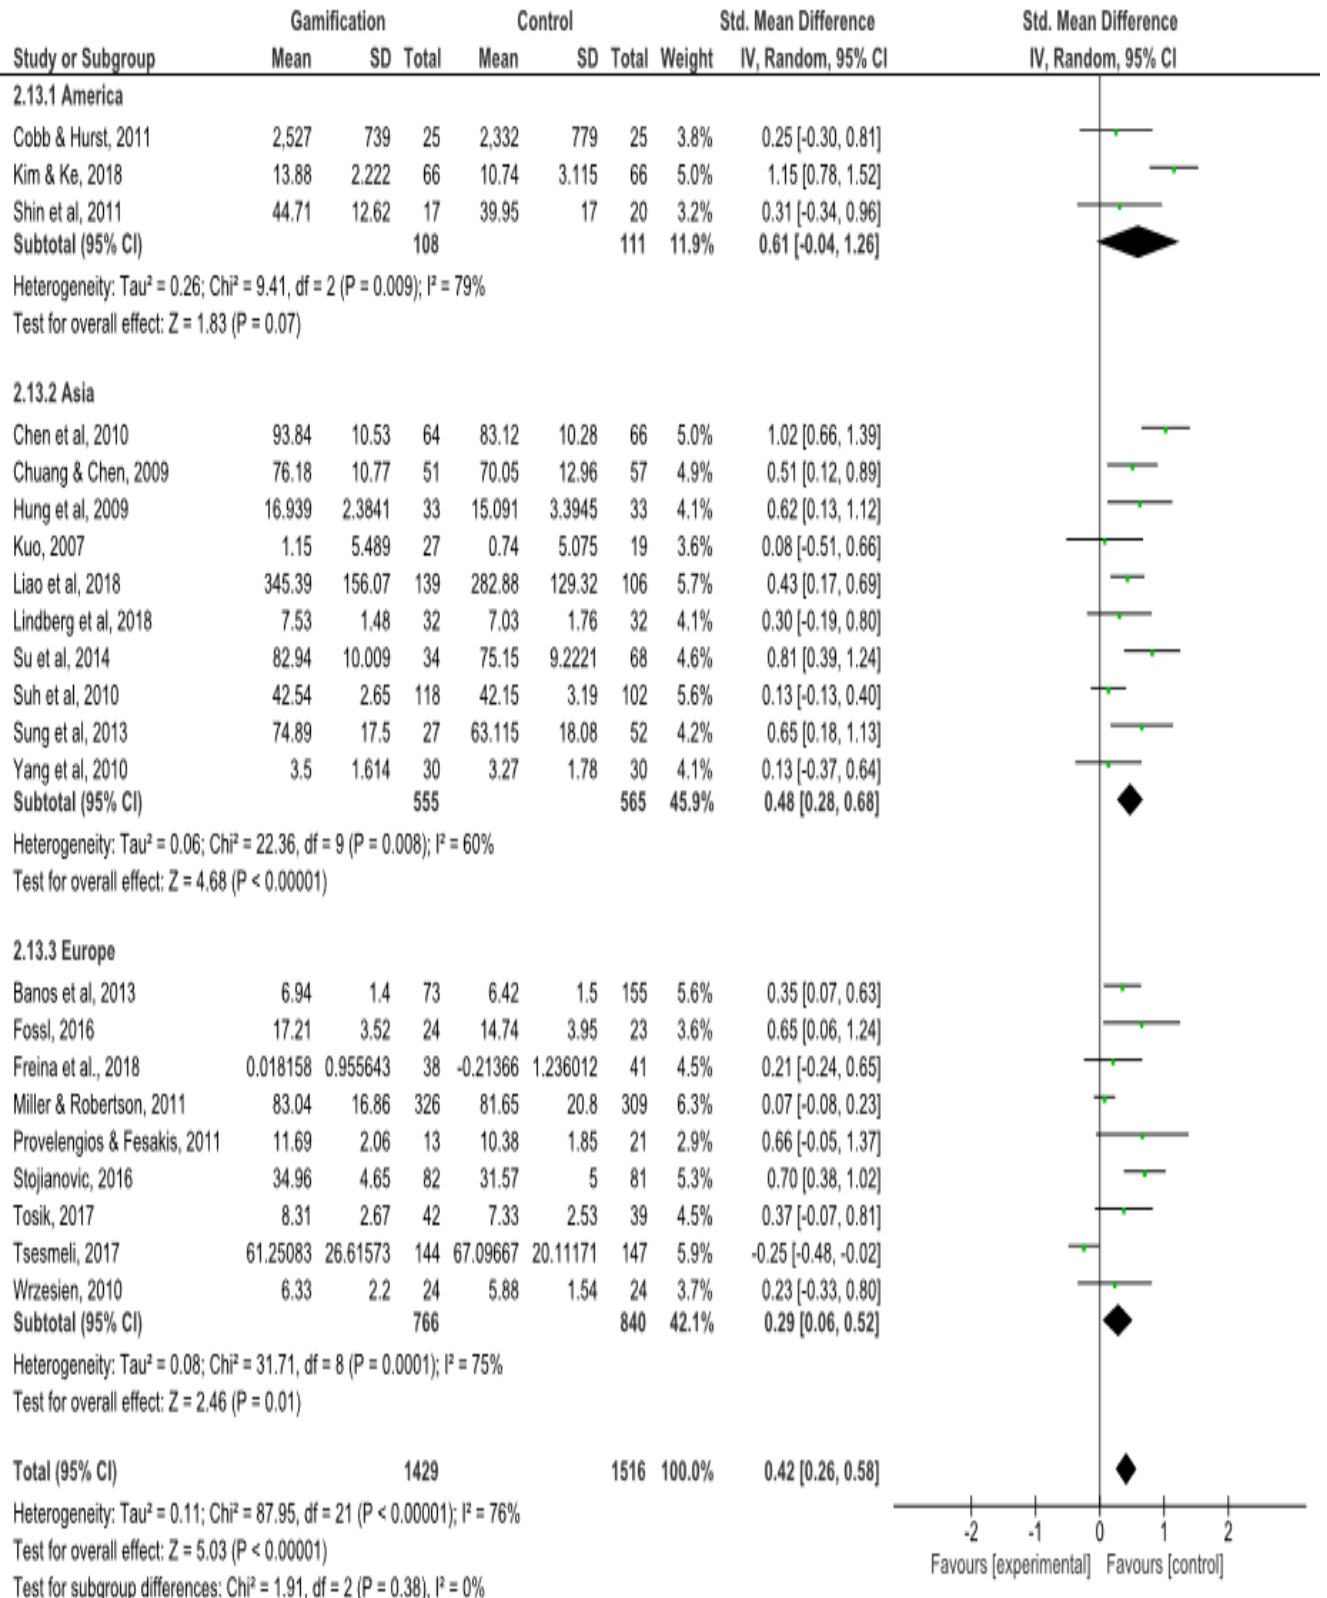 Gamification Control Std. Mean Difference Std. Mean Difference
Study or Subgroup Mean SD Total Mean SD Total Weight IV, Random, 95% CI IV, Random, 95% CI
2.13.1 America
Cobb & Hurst, 2011 2,527 739 25 2,332 779 25 3.8% 0.25 [-0.30, 0.81]
Kim & Ke, 2018 13.88 2.222 66 10.74 3.115 66 5.0% 1.15 [0.78, 1.52]
Shin et al, 2011 44.71 12.62 17 39.95 17 20 3.2% 0.31 [-0.34, 0.96]
Subtotal (95% CI) 108 111 11.9% 0.61 [-0.04, 1.26]
Heterogeneity: Tau² = 0.26; Chi² = 9.41, df = 2 (P = 0.009); I² = 79%
Test for overall effect: Z = 1.83 (P = 0.07)
2.13.2 Asia
Chen et al, 2010 93.84 10.53 64 83.12 10.28 66 5.0% 1.02 [0.66, 1.39]
Chuang & Chen, 2009 76.18 10.77 51 70.05 12.96 57 4.9% 0.51 [0.12, 0.89]
Hung et al, 2009 16.939 2.3841 33 15.091 3.3945 33 4.1% 0.62 [0.13, 1.12]
Kuo, 2007 1.15 5.489 27 0.74 5.075 19 3.6% 0.08 [-0.51, 0.66]
Liao et al, 2018 345.39 156.07 139 282.88 129.32 106 5.7% 0.43 [0.17, 0.69]
Lindberg et al, 2018 7.53 1.48 32 7.03 1.76 32 4.1% 0.30 [-0.19, 0.80]
Su et al, 2014 82.94 10.009 34 75.15 9.2221 68 4.6% 0.81 [0.39, 1.24]
Suh et al, 2010 42.54 2.65 118 42.15 3.19 102 5.6% 0.13 [-0.13, 0.40]
Sung et al, 2013 74.89 17.5 27 63.115 18.08 52 4.2% 0.65 [0.18, 1.13]
Yang et al, 2010 3.5 1.614 30 3.27 1.78 30 4.1% 0.13 [-0.37, 0.64]
Subtotal (95% CI) 555 565 45.9% 0.48 [0.28, 0.68]
Heterogeneity: Tau² = 0.06; Chi² = 22.36, df = 9 (P = 0.008); I² = 60%
Test for overall effect: Z = 4.68 (P < 0.00001)
2.13.3 Europe
Banos et al, 2013 6.94 1.4 73 6.42 1.5 155 5.6% 0.35 [0.07, 0.63]
Fossl, 2016 17.21 3.52 24 14.74 3.95 23 3.6% 0.65 [0.06, 1.24]
Freina et al., 2018 0.018158 0.955643 38 -0.21366 1.236012 41 4.5% 0.21 [-0.24, 0.65]
Miller & Robertson, 2011 83.04 16.86 326 81.65 20.8 309 6.3% 0.07 [-0.08, 0.23]
Provelengios & Fesakis, 2011 11.69 2.06 13 10.38 1.85 21 2.9% 0.66 [-0.05, 1.37]
Stojianovic, 2016 34.96 4.65 82 31.57 5 81 5.3% 0.70 [0.38, 1.02]
Tosik, 2017 8.31 2.67 42 7.33 2.53 39 4.5% 0.37 [-0.07, 0.81]
Tsesmeli, 2017 61.25083 26.61573 144 67.09667 20.11171 147 5.9% -0.25 [-0.48, -0.02]
Wrzesien, 2010 6.33 2.2 24 5.88 1.54 24 3.7% 0.23 [-0.33, 0.80]
Subtotal (95% CI) 766 840 42.1% 0.29 [0.06, 0.52]
Heterogeneity: Tau² = 0.08; Chi² = 31.71, df = 8 (P = 0.0001); I² = 75%
Test for overall effect: Z = 2.46 (P = 0.01)
Total (95% CI) 1429 1516 100.0% 0.42 [0.26, 0.58]
Heterogeneity: Tau² = 0.11; Chi² = 87.95, df = 21 (P < 0.00001); I² = 76%
Test for overall effect: Z = 5.03 (P < 0.00001)
Test for subgroup differences: Chi² = 1.91, df = 2 (P = 0.38), I² = 0%
-2 -1 0 1 2
Favours [experimental] Favours [control]